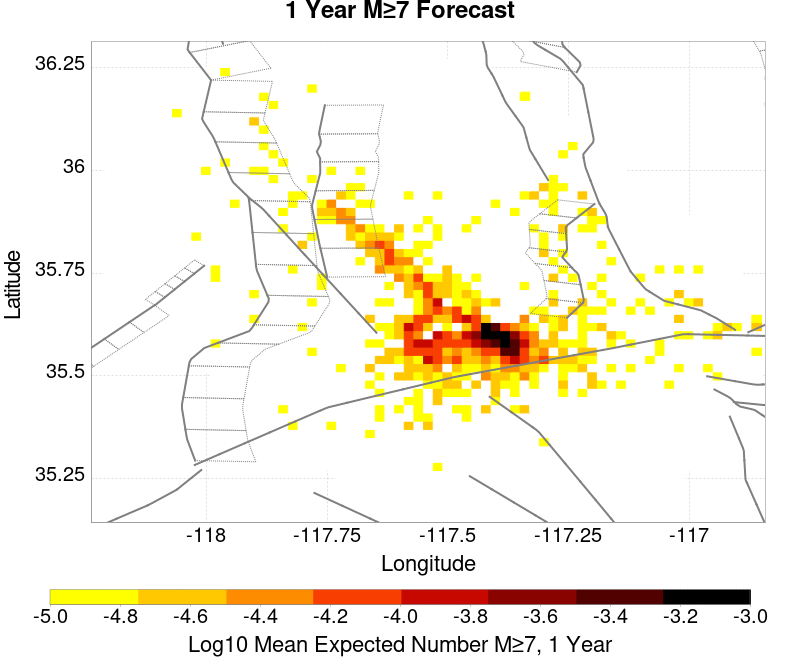 1 Year M≥7 Forecast
36.25
36
35.75
35.5
35.25
Latitude
-118
-117.75
-117.5
-117.25
-117
Longitude
-5.0 -4.8 -4.6 -4.4 -4.2 -4.0 -3.8 -3.6 -3.4 -3.2 -3.0
Log10 Mean Expected Number M≥7, 1 Year